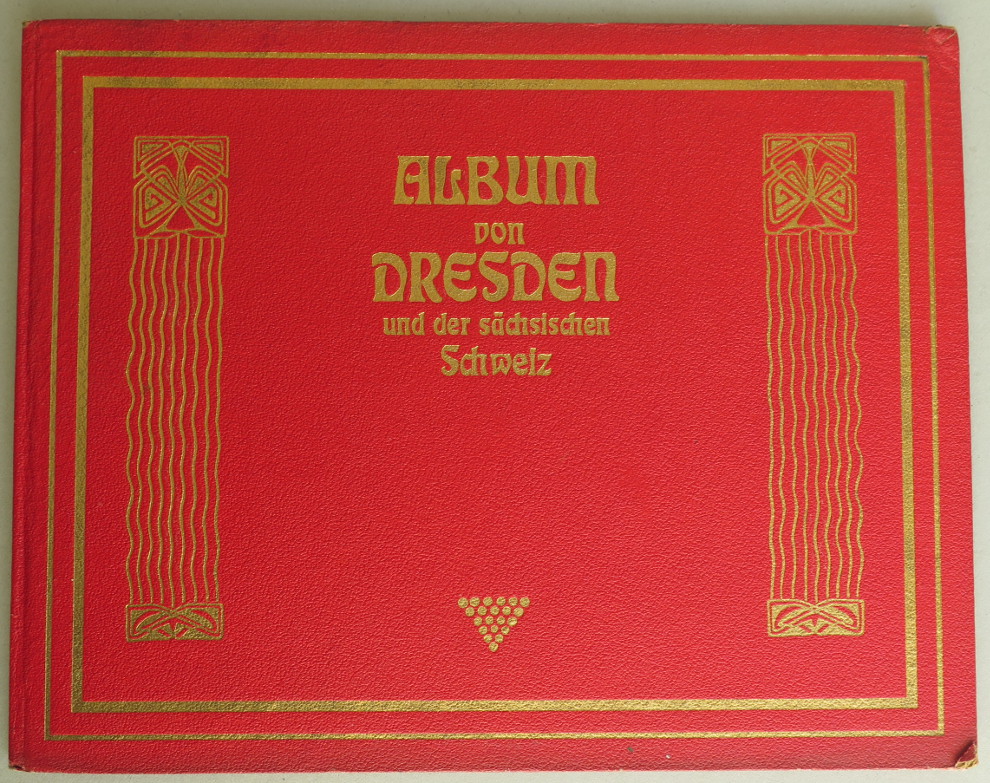 ALBUM
von
DRESDEN
und der sächsischen
Schweiz